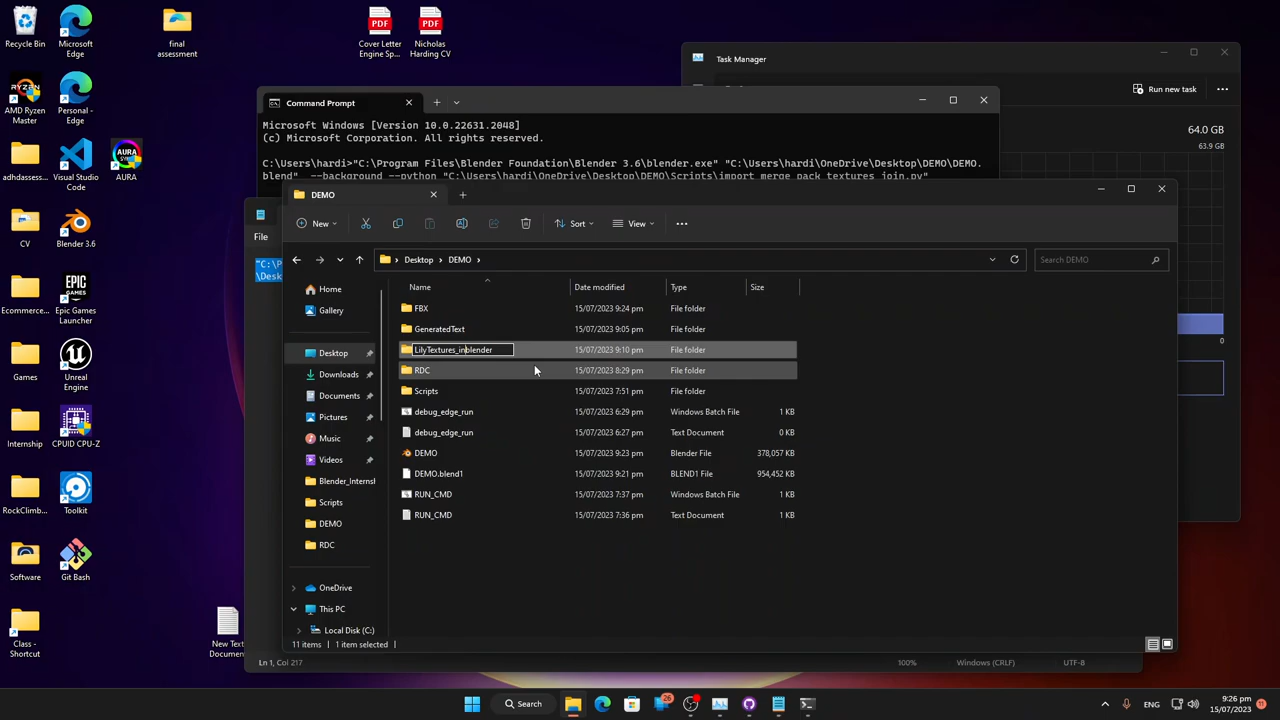 Recycle Bin
Microsoft Edge
final assessment
Cover Letter Engine Sp...
Nicholas Harding CV
Task Manager
Run new task
64.0 GB
63.9 GB
0
AMD Ryzen Master
Personal - Edge
adhdassess...
Visual Studio Code
AURA
CV
Blender 3.6
Ecommerce...
Epic Games Launcher
Games
Unreal Engine
Internship
CPUID CPU-Z
RockClimb...
Toolkit
Software
Git Bash
Class - Shortcut
New Text Document
Command Prompt
Microsoft Windows [Version 10.0.22631.2048]
(c) Microsoft Corporation. All rights reserved.
C:\Users\hardi>"C:\Program Files\Blender Foundation\Blender 3.6\blender.exe" "C:\Users\hardi\OneDrive\Desktop\DEMO\DEMO.
blend" --background --python "C:\Users\hardi\OneDrive\Desktop\DEMO\Scripts\import_merge_pack_textures_join.py"
File
"C:\P
\Desk
DEMO
New
Sort
View
Desktop > DEMO >
Search DEMO
Name Date modified Type Size
Home
Gallery
Desktop
Downloads
Documents
Pictures
Music
Videos
Blender_Internsl
Scripts
DEMO
RDC
OneDrive
This PC
Local Disk (C:)
FBX 15/07/2023 9:24 pm File folder
GeneratedText 15/07/2023 9:05 pm File folder
LilyTextures_inblender 15/07/2023 9:10 pm File folder
RDC 15/07/2023 8:29 pm File folder
Scripts 15/07/2023 7:51 pm File folder
debug_edge_run 15/07/2023 6:29 pm Windows Batch File 1 KB
debug_edge_run 15/07/2023 6:27 pm Text Document 0 KB
DEMO 15/07/2023 9:23 pm Blender File 378,057 KB
DEMO.blend1 15/07/2023 9:21 pm BLEND1 File 954,452 KB
RUN_CMD 15/07/2023 7:37 pm Windows Batch File 1 KB
RUN_CMD 15/07/2023 7:36 pm Text Document 1 KB
11 items 1 item selected
Ln 1, Col 217
100%
Windows (CRLF)
UTF-8
Search
26
ENG
9:26 pm
15/07/2023